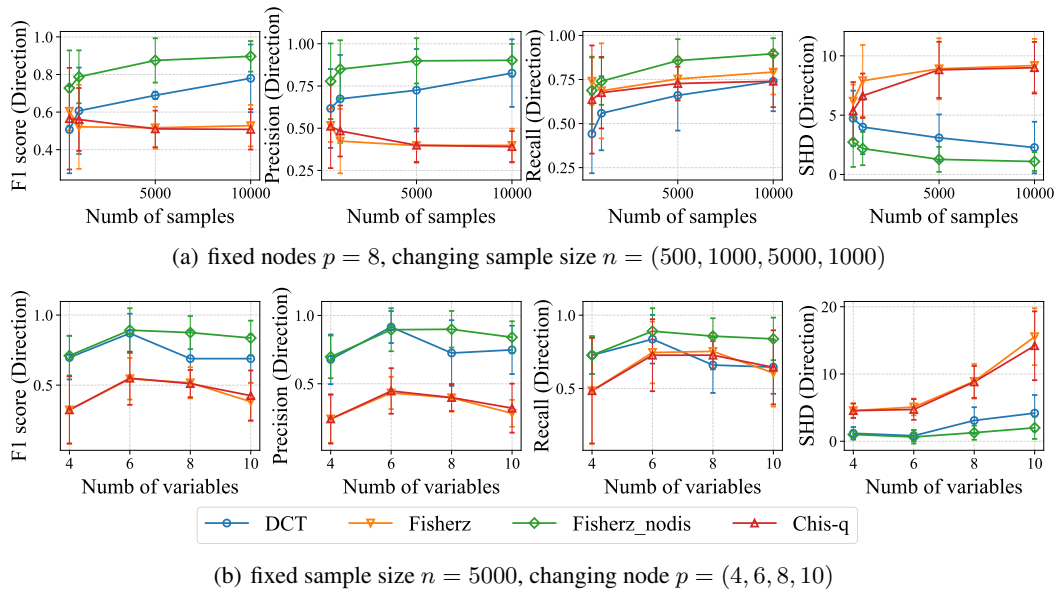 F1 score (Direction)
1.0
0.8
0.6
0.4
5000
10000
Numb of samples
Precision (Direction)
1.00
0.75
0.50
0.25
5000
10000
Numb of samples
Recall (Direction)
1.00
0.75
0.50
0.25
5000
10000
Numb of samples
SHD (Direction)
10
5
0
5000
10000
Numb of samples
(a) fixed nodes p = 8, changing sample size n = (500, 1000, 5000, 1000)
F1 score (Direction)
1.0
0.5
4
6
8
10
Numb of variables
Precision (Direction)
1.0
0.5
4
6
8
10
Numb of variables
Recall (Direction)
1.0
0.5
4
6
8
10
Numb of variables
SHD (Direction)
20
10
0
4
6
8
10
Numb of variables
DCT
Fisherz
Fisherz_nodis
Chis-q
(b) fixed sample size n = 5000, changing node p = (4, 6, 8, 10)